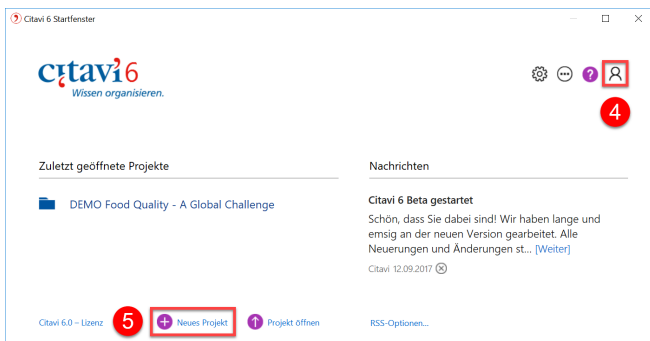 Citavi 6 Startfenster
citavi 6
Wissen organisieren.
?
4
Zuletzt geöffnete Projekte
DEMO Food Quality - A Global Challenge
Nachrichten
Citavi 6 Beta gestartet
Schön, dass Sie dabei sind! Wir haben lange und
emsig an der neuen Version gearbeitet. Alle
Neuerungen und Änderungen st... [Weiter]
Citavi 12.09.2017
Citavi 6.0 – Lizenz
5
Neues Projekt
Projekt öffnen
RSS-Optionen...